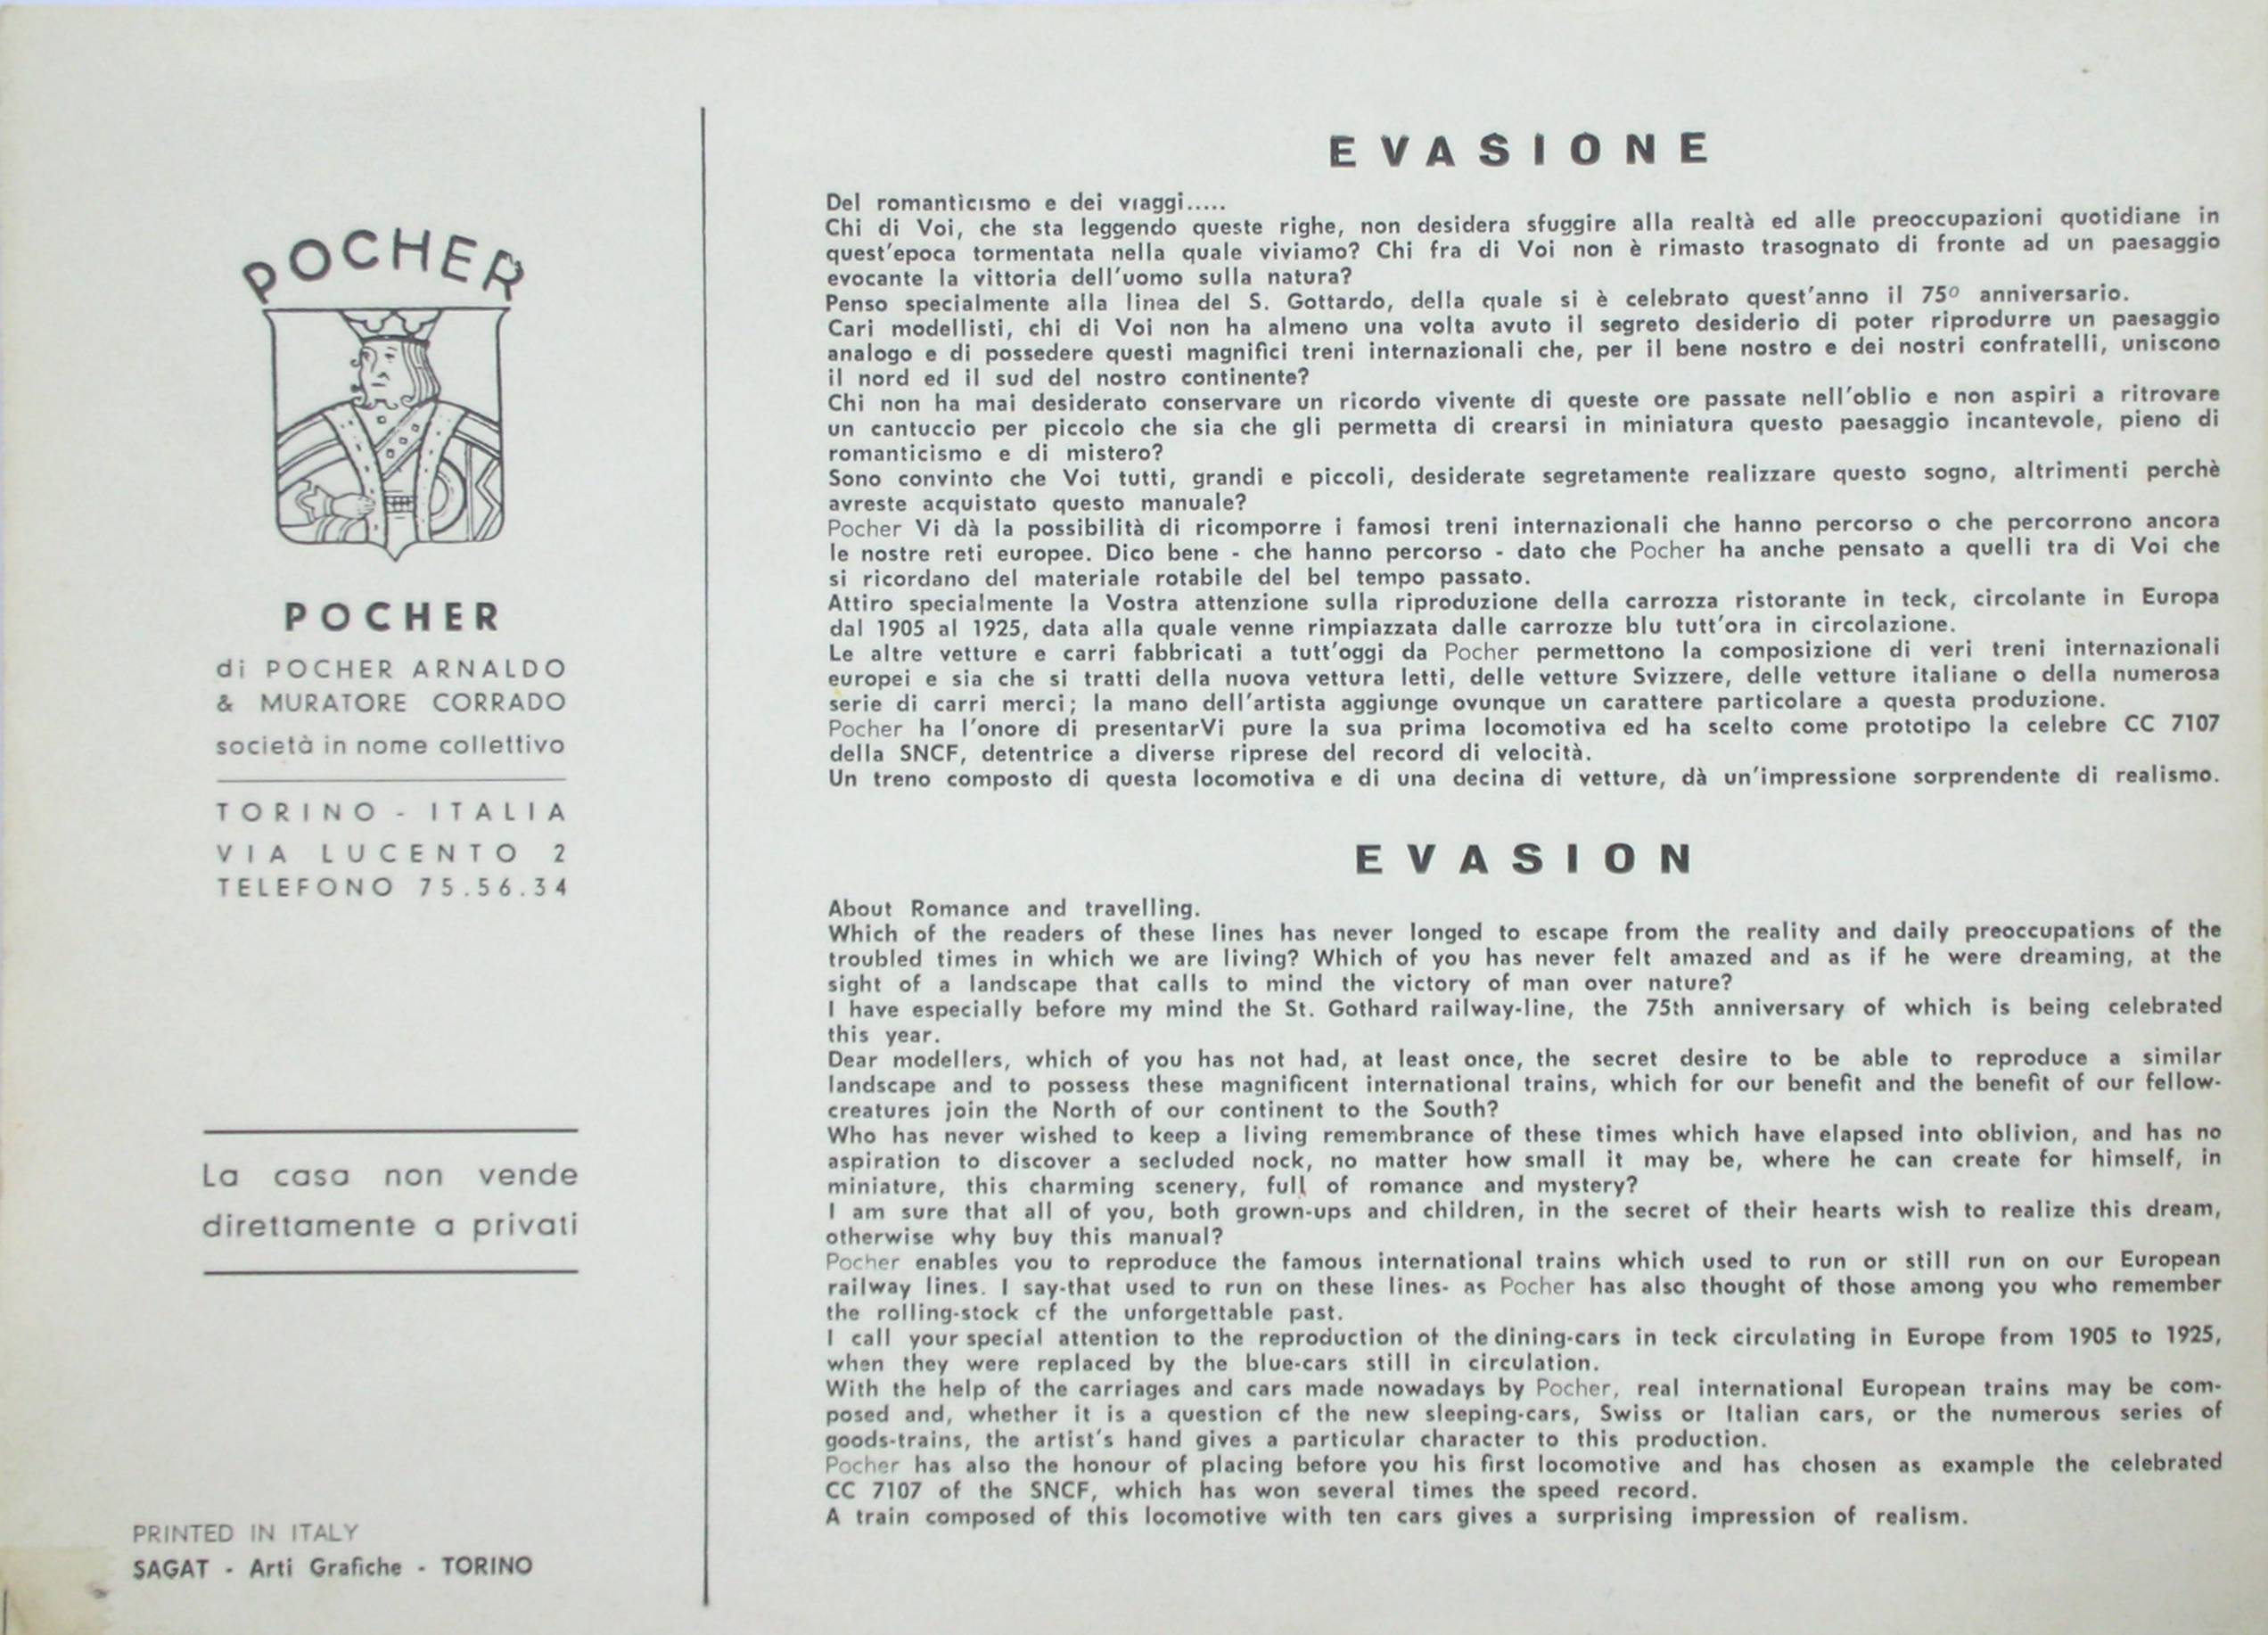 POCHER
POCHER
di POCHER ARNALDO
& MURATORE CORRADO
società in nome collettivo
TORINO - ITALIA
VIA LUCENTO 2
TELEFONO 75.56.34
La casa non vende
direttamente a privati
PRINTED IN ITALY
SAGAT - Arti Grafiche - TORINO
EVASIONE
Del romanticismo e dei viaggi.....
Chi di Voi, che sta leggendo queste righe, non desidera sfuggire alla realtà ed alle preoccupazioni quotidiane in
quest'epoca tormentata nella quale viviamo? Chi fra di Voi non è rimasto trasognato di fronte ad un paesaggio
evocante la vittoria dell'uomo sulla natura?
Penso specialmente alla linea del S. Gottardo, della quale si è celebrato quest'anno il 75º anniversario.
Cari modellisti, chi di Voi non ha almeno una volta avuto il segreto desiderio di poter riprodurre un paesaggio
analogo e di possedere questi magnifici treni internazionali che, per il bene nostro e dei nostri confratelli, uniscono
il nord ed il sud del nostro continente?
Chi non ha mai desiderato conservare un ricordo vivente di queste ore passate nell'oblio e non aspiri a ritrovare
un cantuccio per piccolo che sia che gli permetta di crearsi in miniatura questo paesaggio incantevole, pieno di
romanticismo e di mistero?
Sono convinto che Voi tutti, grandi e piccoli, desiderate segretamente realizzare questo sogno, altrimenti perchè
avreste acquistato questo manuale?
Pocher Vi dà la possibilità di ricomporre i famosi treni internazionali che hanno percorso o che percorrono ancora
le nostre reti europee. Dico bene - che hanno percorso - dato che Pocher ha anche pensato a quelli tra di Voi che
si ricordano del materiale rotabile del bel tempo passato.
Attiro specialmente la Vostra attenzione sulla riproduzione della carrozza ristorante in teck, circolante in Europa
dal 1905 al 1925, data alla quale venne rimpiazzata dalle carrozze blu tutt'ora in circolazione.
Le altre vetture e carri fabbricati a tutt'oggi da Pocher permettono la composizione di veri treni internazionali
europei e sia che si tratti della nuova vettura letti, delle vetture Svizzere, delle vetture italiane o della numerosa
serie di carri merci; la mano dell'artista aggiunge ovunque un carattere particolare a questa produzione.
Pocher ha l'onore di presentarVi pure la sua prima locomotiva ed ha scelto come prototipo la celebre CC 7107
della SNCF, detentrice a diverse riprese del record di velocità.
Un treno composto di questa locomotiva e di una decina di vetture, dà un'impressione sorprendente di realismo.
EVASION
About Romance and travelling.
Which of the readers of these lines has never longed to escape from the reality and daily preoccupations of the
troubled times in which we are living? Which of you has never felt amazed and as if he were dreaming, at the
sight of a landscape that calls to mind the victory of man over nature?
I have especially before my mind the St. Gothard railway-line, the 75th anniversary of which is being celebrated
this year.
Dear modellers, which of you has not had, at least once, the secret desire to be able to reproduce a similar
landscape and to possess these magnificent international trains, which for our benefit and the benefit of our fellow-
creatures join the North of our continent to the South?
Who has never wished to keep a living remembrance of these times which have elapsed into oblivion, and has no
aspiration to discover a secluded nock, no matter how small it may be, where he can create for himself, in
miniature, this charming scenery, full of romance and mystery?
I am sure that all of you, both grown-ups and children, in the secret of their hearts wish to realize this dream,
otherwise why buy this manual?
Pocher enables you to reproduce the famous international trains which used to run or still run on our European
railway lines. I say-that used to run on these lines- as Pocher has also thought of those among you who remember
the rolling-stock of the unforgettable past.
I call your special attention to the reproduction of the dining-cars in teck circulating in Europe from 1905 to 1925,
when they were replaced by the blue-cars still in circulation.
With the help of the carriages and cars made nowadays by Pocher, real international European trains may be com-
posed and, whether it is a question of the new sleeping-cars, Swiss or Italian cars, or the numerous series of
goods-trains, the artist's hand gives a particular character to this production.
Pocher has also the honour of placing before you his first locomotive and has chosen as example the celebrated
CC 7107 of the SNCF, which has won several times the speed record.
A train composed of this locomotive with ten cars gives a surprising impression of realism.